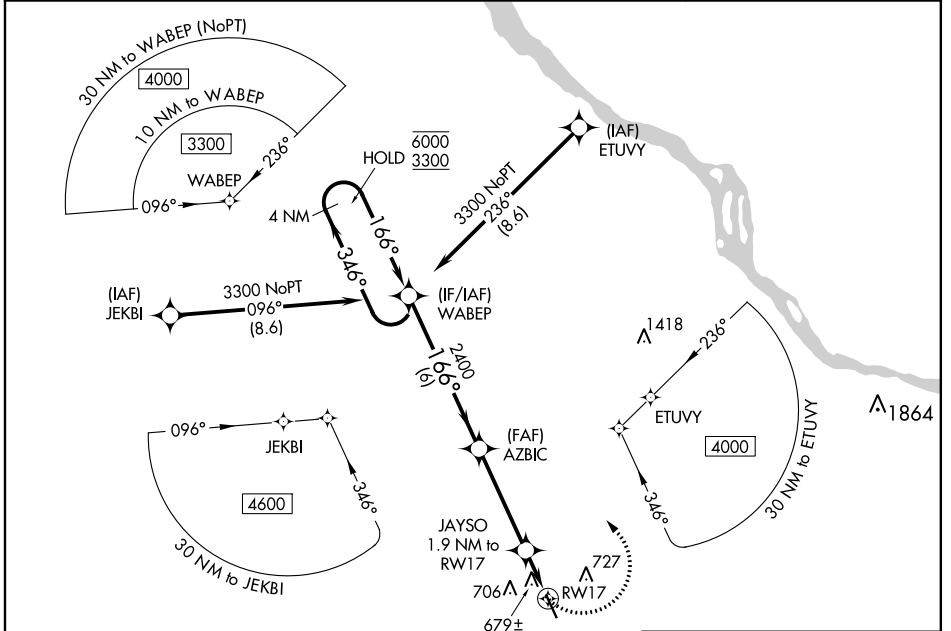 30 NM to WABEP (NoPT)
4000
10 NM to WABEP
3300
WABEP
236°
096°
HOLD
6000
3300
4 NM
166°
346°
(IAF)
ETUVY
3300 NoPT
236°
(8.6)
(IAF)
JEKBI
3300 NoPT
096°
(8.6)
(IF/IAF)
WABEP
2400
166°
(6)
1418
236°
ETUVY
4000
346°
30 NM to ETUVY
1864
096°
JEKBI
4600
346°
30 NM to JEKBI
(FAF)
AZBIC
JAYSO
1.9 NM to
RW17
706
727
RW17
679±